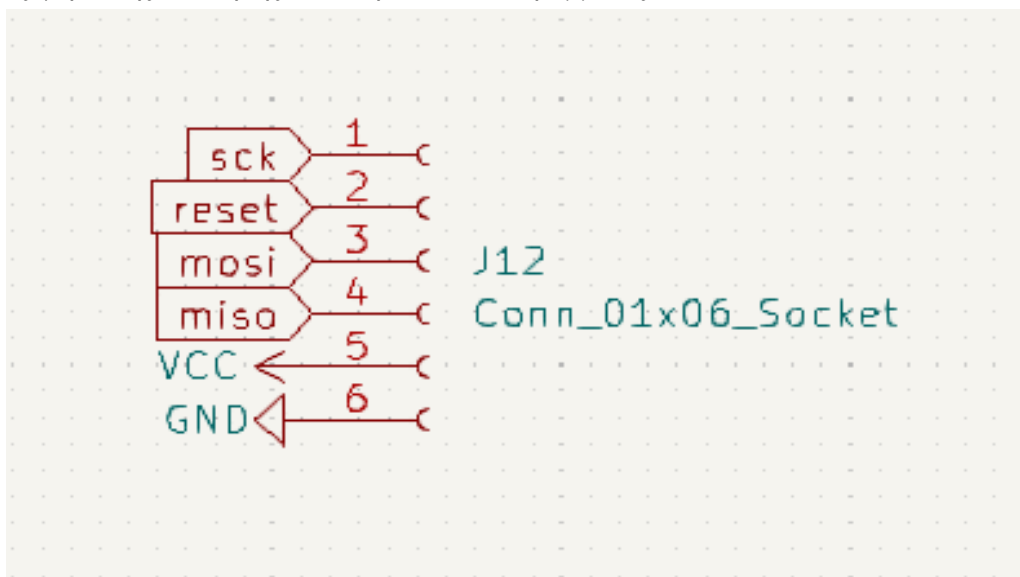 sck 1
reset 2
mosi 3
J12
miso 4
Conn_01x06_Socket
VCC 5
GND 6